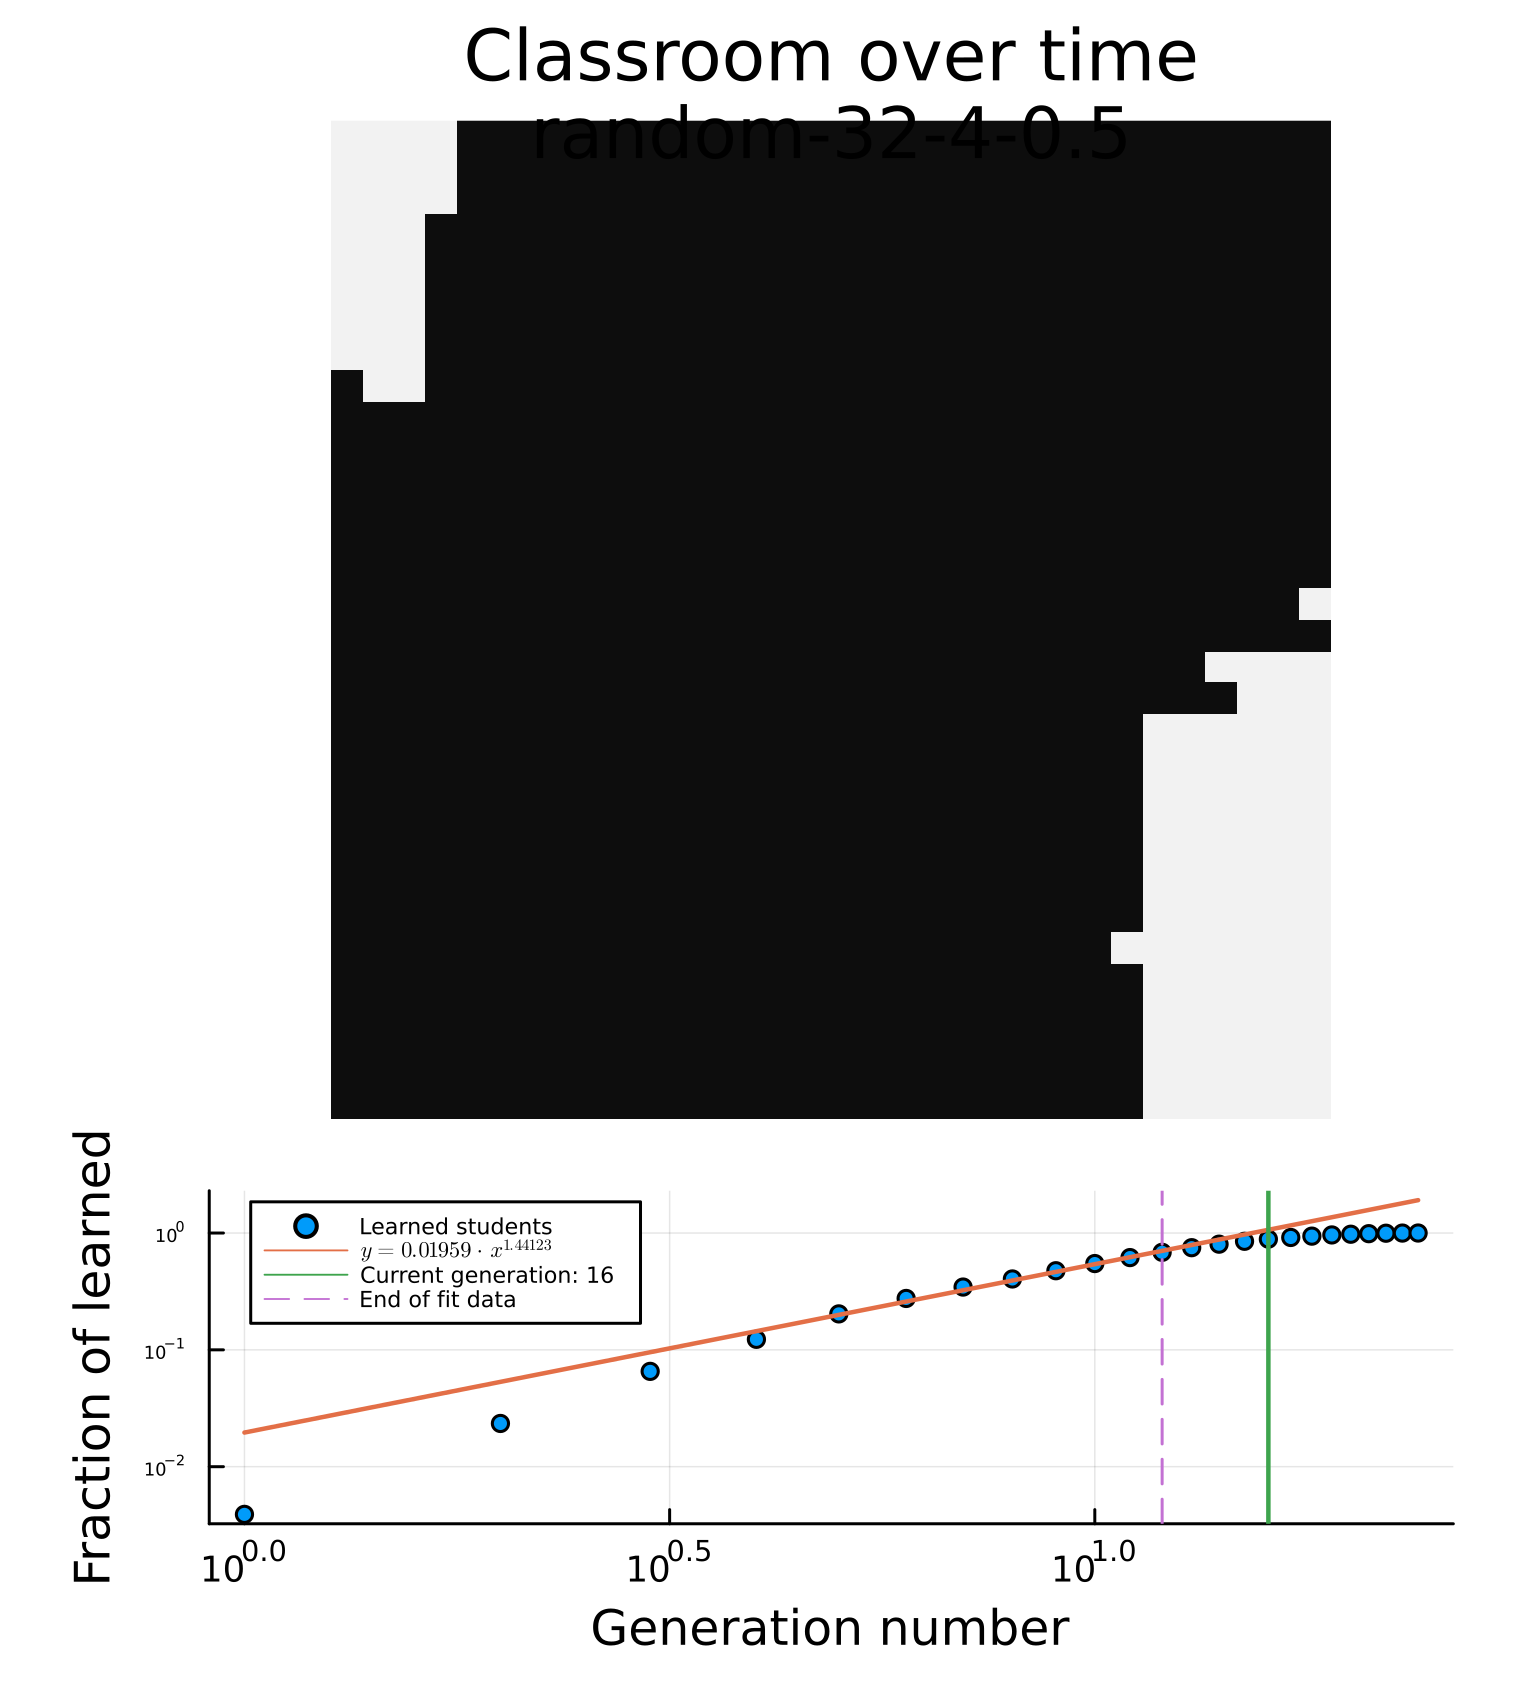 Classroom over time
random-32-4-0.5
Fraction of learned
10^0
10^−1
10^−2
Learned students
y = 0.01959 · x^1.44123
Current generation: 16
End of fit data
10^0.0
10^0.5
10^1.0
Generation number